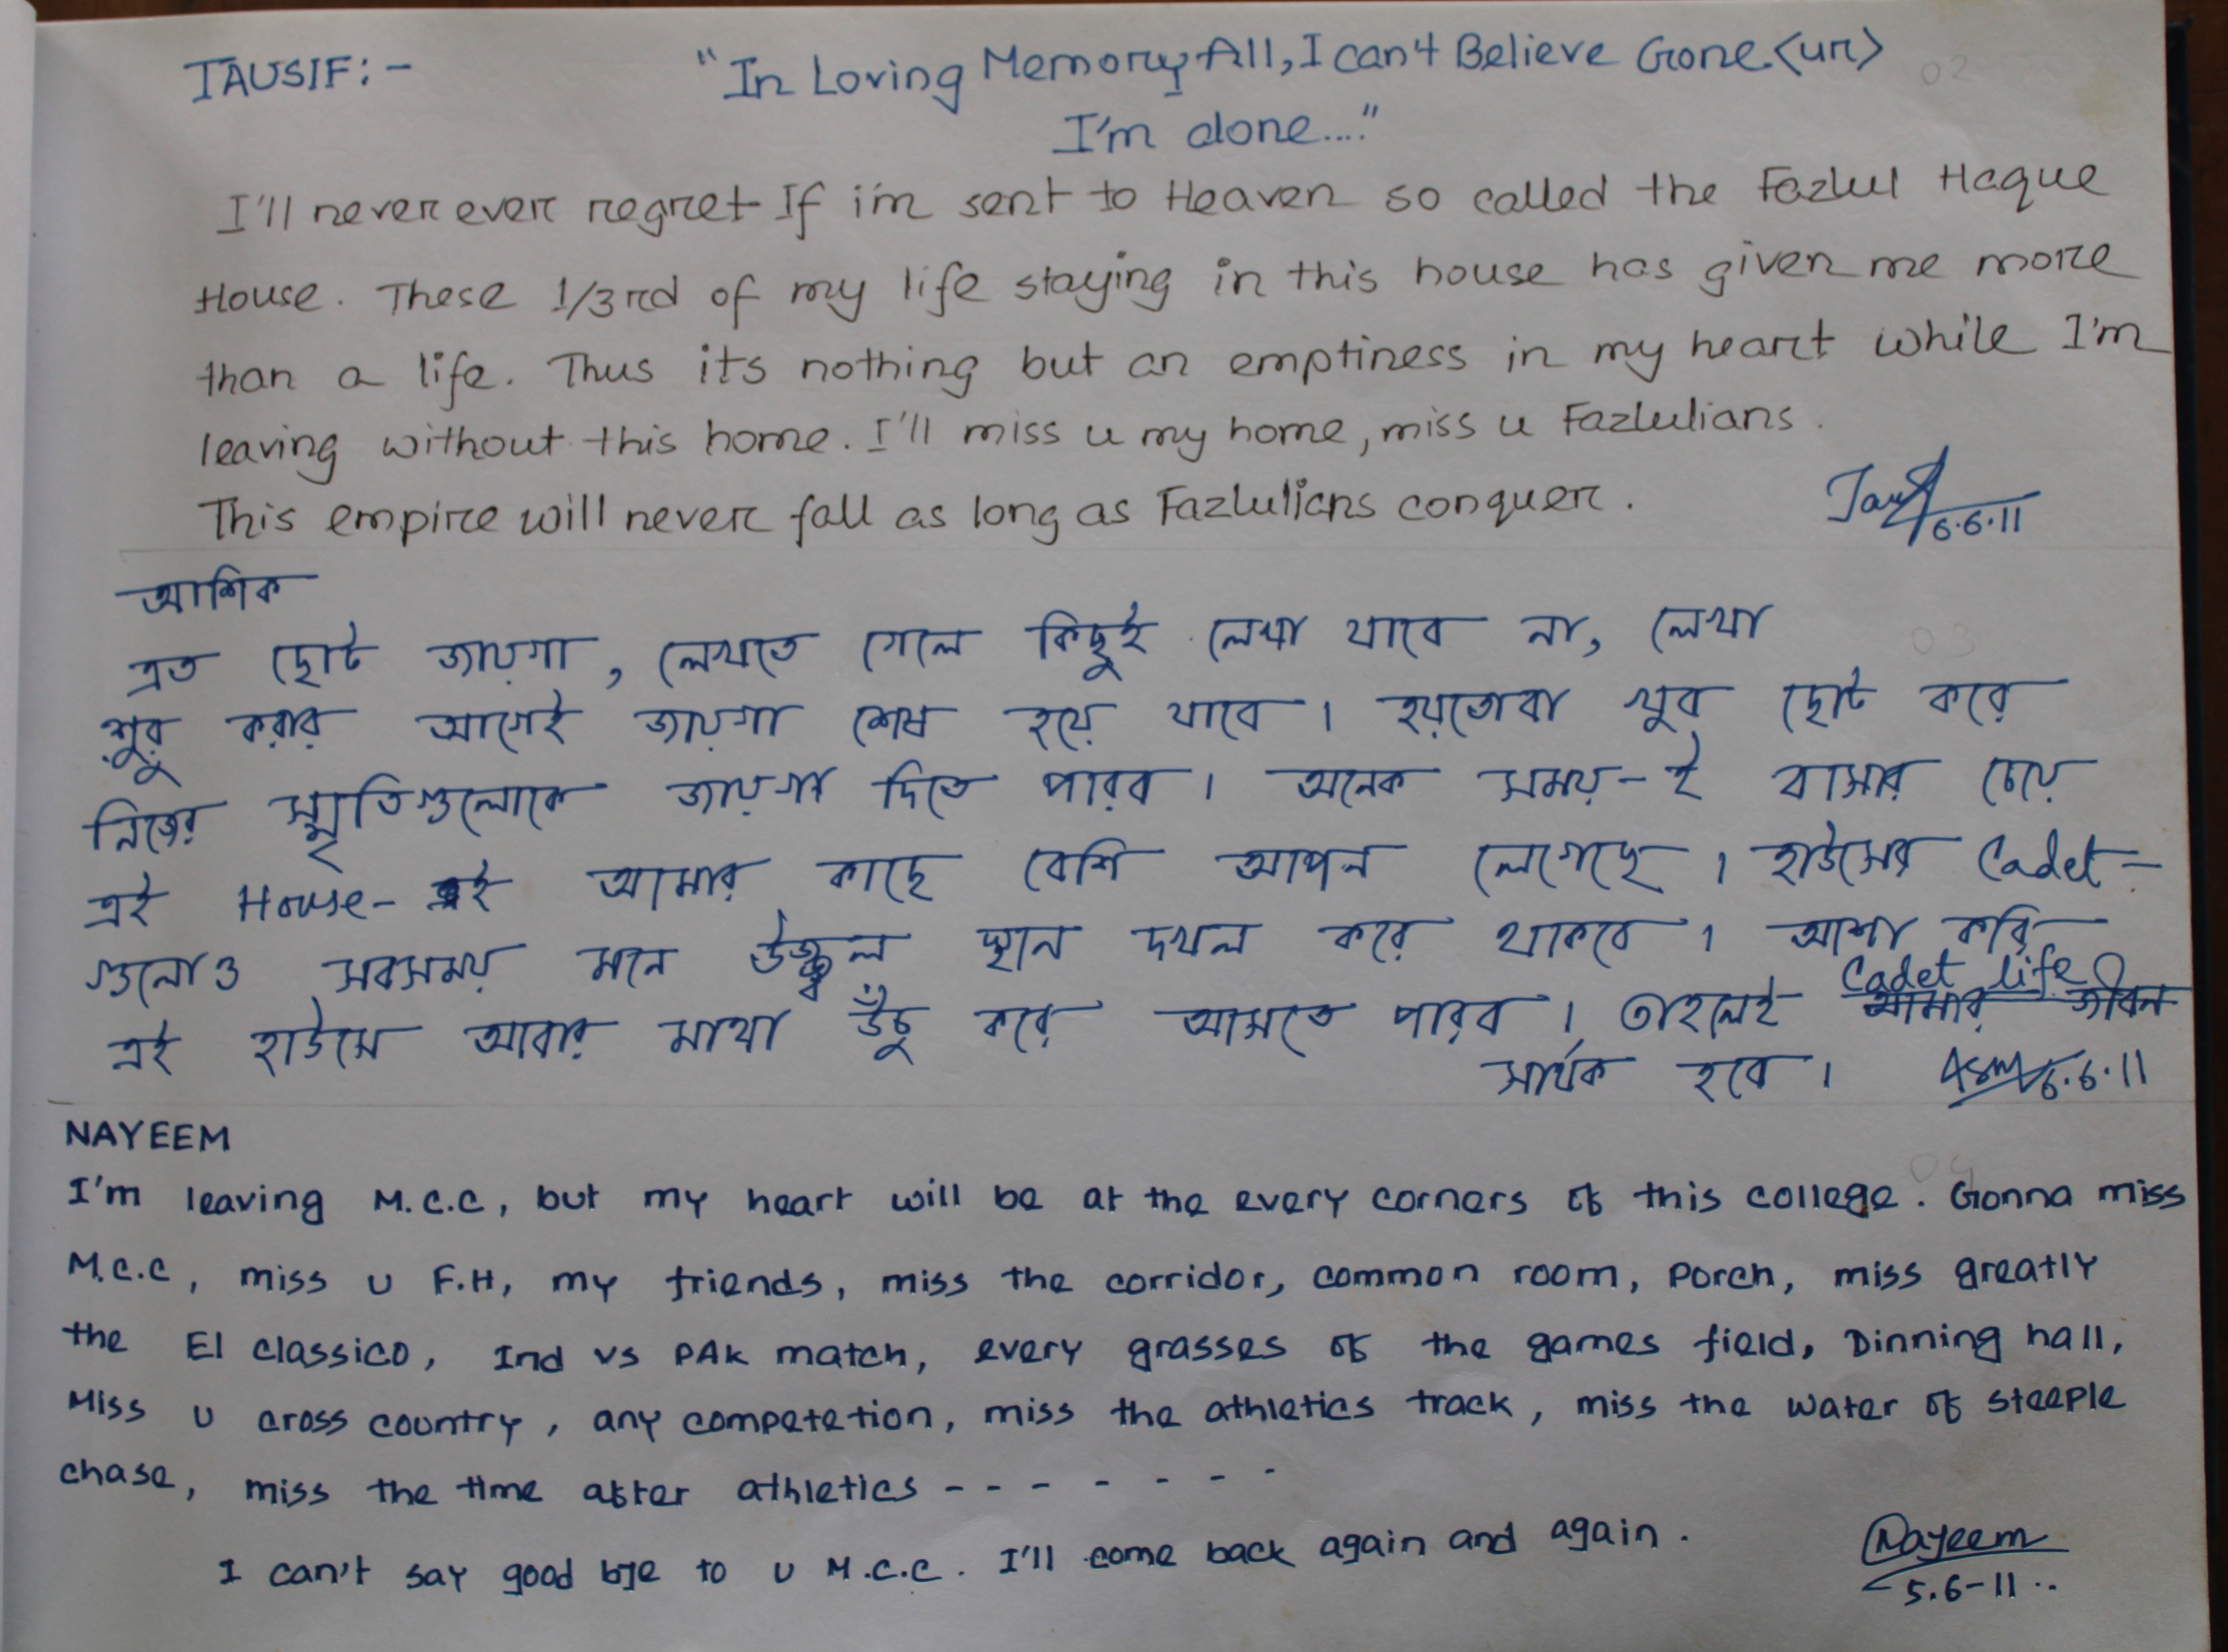 TAUSIF:- "In Loving Memory All, I can't Believe Gone <ur>
I'm done...."
02
I'll never ever regret If i'm sent to Heaven so called the Fazlul Haque
House. These 1/3rd of my life staying in this house has given me more
than a life. Thus its nothing but an emptiness in my heart while I'm
leaving without this home. I'll miss u my home, miss u Fazlulians.
This empire will never fall as long as Fazlulians conquer.
6.6.11
আশিক
03
এত ছোট জায়গা, লেখতে গেলে কিছুই লেখা যাবে না, লেখা
শুরু করার আগেই জায়গা শেষ হয়ে যাবে। হয়তোবা খুব ছোট করে
নিজের স্মৃতিগুলোকে জায়গা দিতে পারব। অনেক সময়-ই বাসার চেয়ে
এই House-ই আমার কাছে বেশি আপন লেগেছে। হাউসের Cadet-
গুলোও সবসময় মনে উজ্জ্বল স্থান দখল করে থাকবে। আশা করি
এই হাউসে আবার মাথা উঁচু করে আসতে পারব। তাহলেই Cadet life আমার জীবন
সার্থক হবে। 6.6.11
NAYEEM
04
I'm leaving M.C.C, but my heart will be at the every corners of this college. Gonna miss
M.C.C, miss u F.H, my friends, miss the corridor, common room, porch, miss greatly
the El classico, Ind vs PAK match, every grasses of the games field, Dinning hall,
Miss u cross country, any competetion, miss the athletics track, miss the water of steeple
chase, miss the time after athletics - - - - - - - -
I can't say good bye to u M.C.C. I'll come back again and again.
Nayeem
5.6-11..